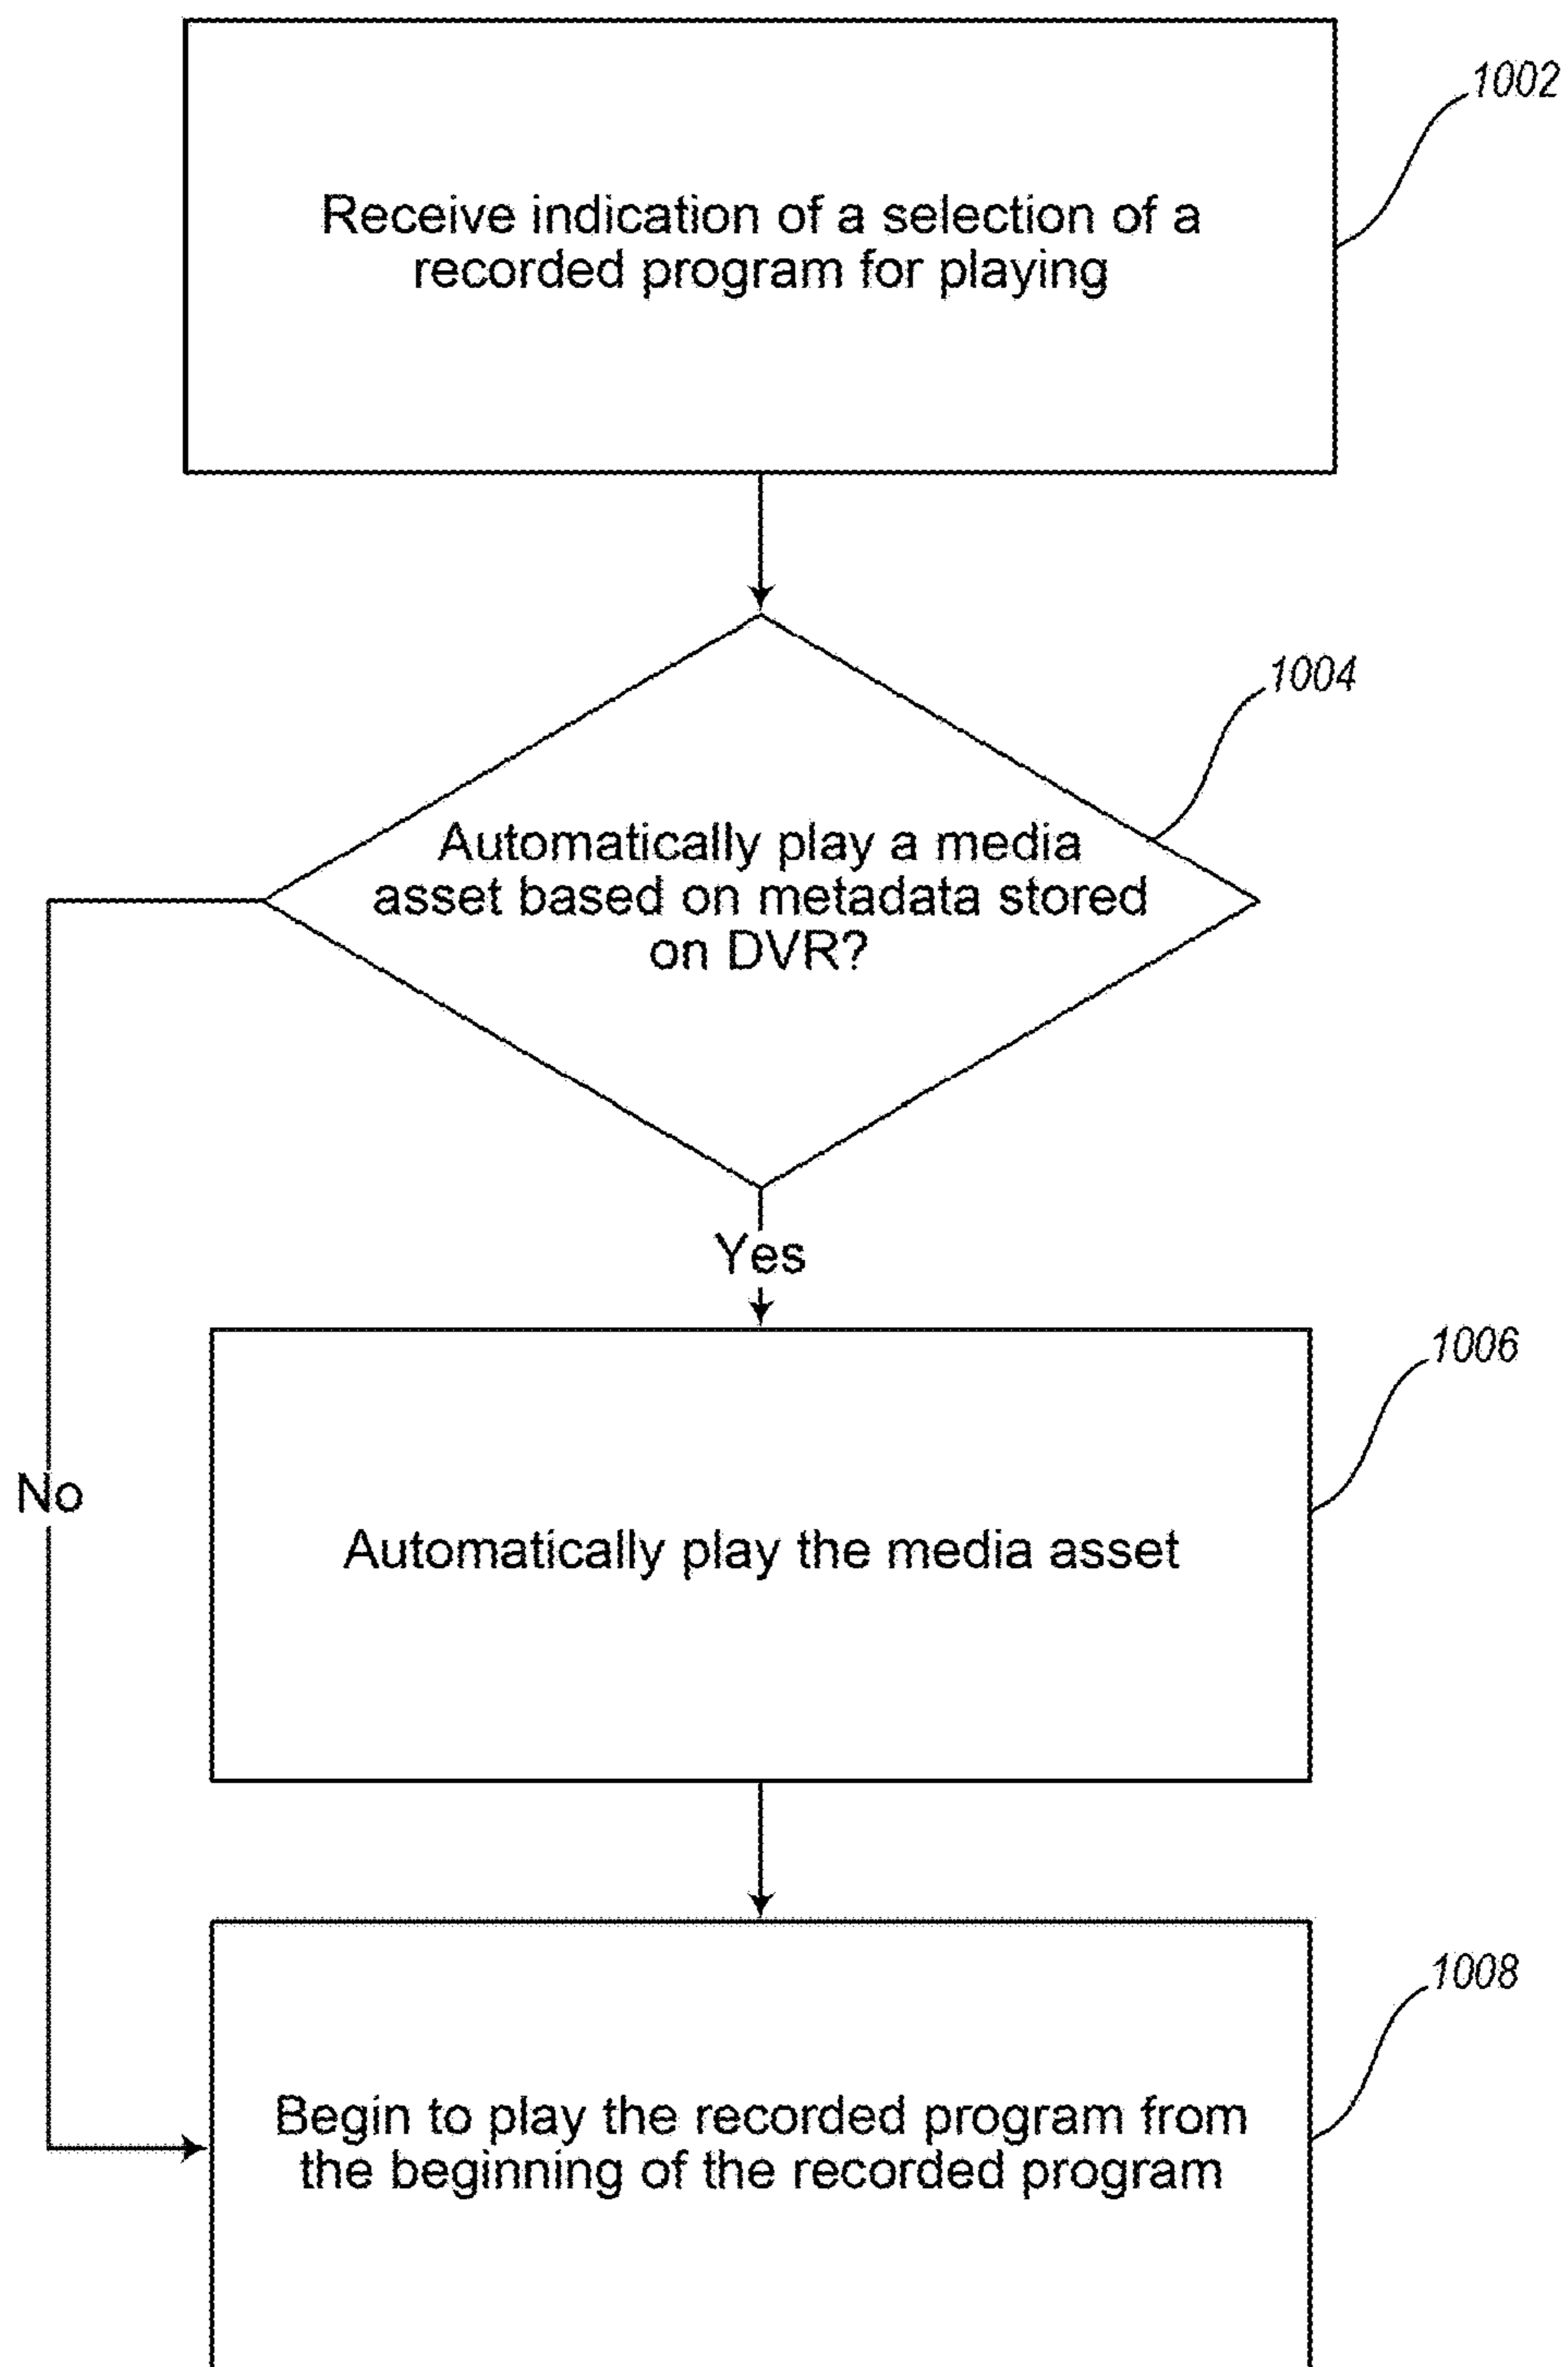 1002
Receive indication of a selection of a
recorded program for playing
1004
Automatically play a media
asset based on metadata stored
on DVR?
Yes
1006
No
Automatically play the media asset
1008
Begin to play the recorded program from
the beginning of the recorded program